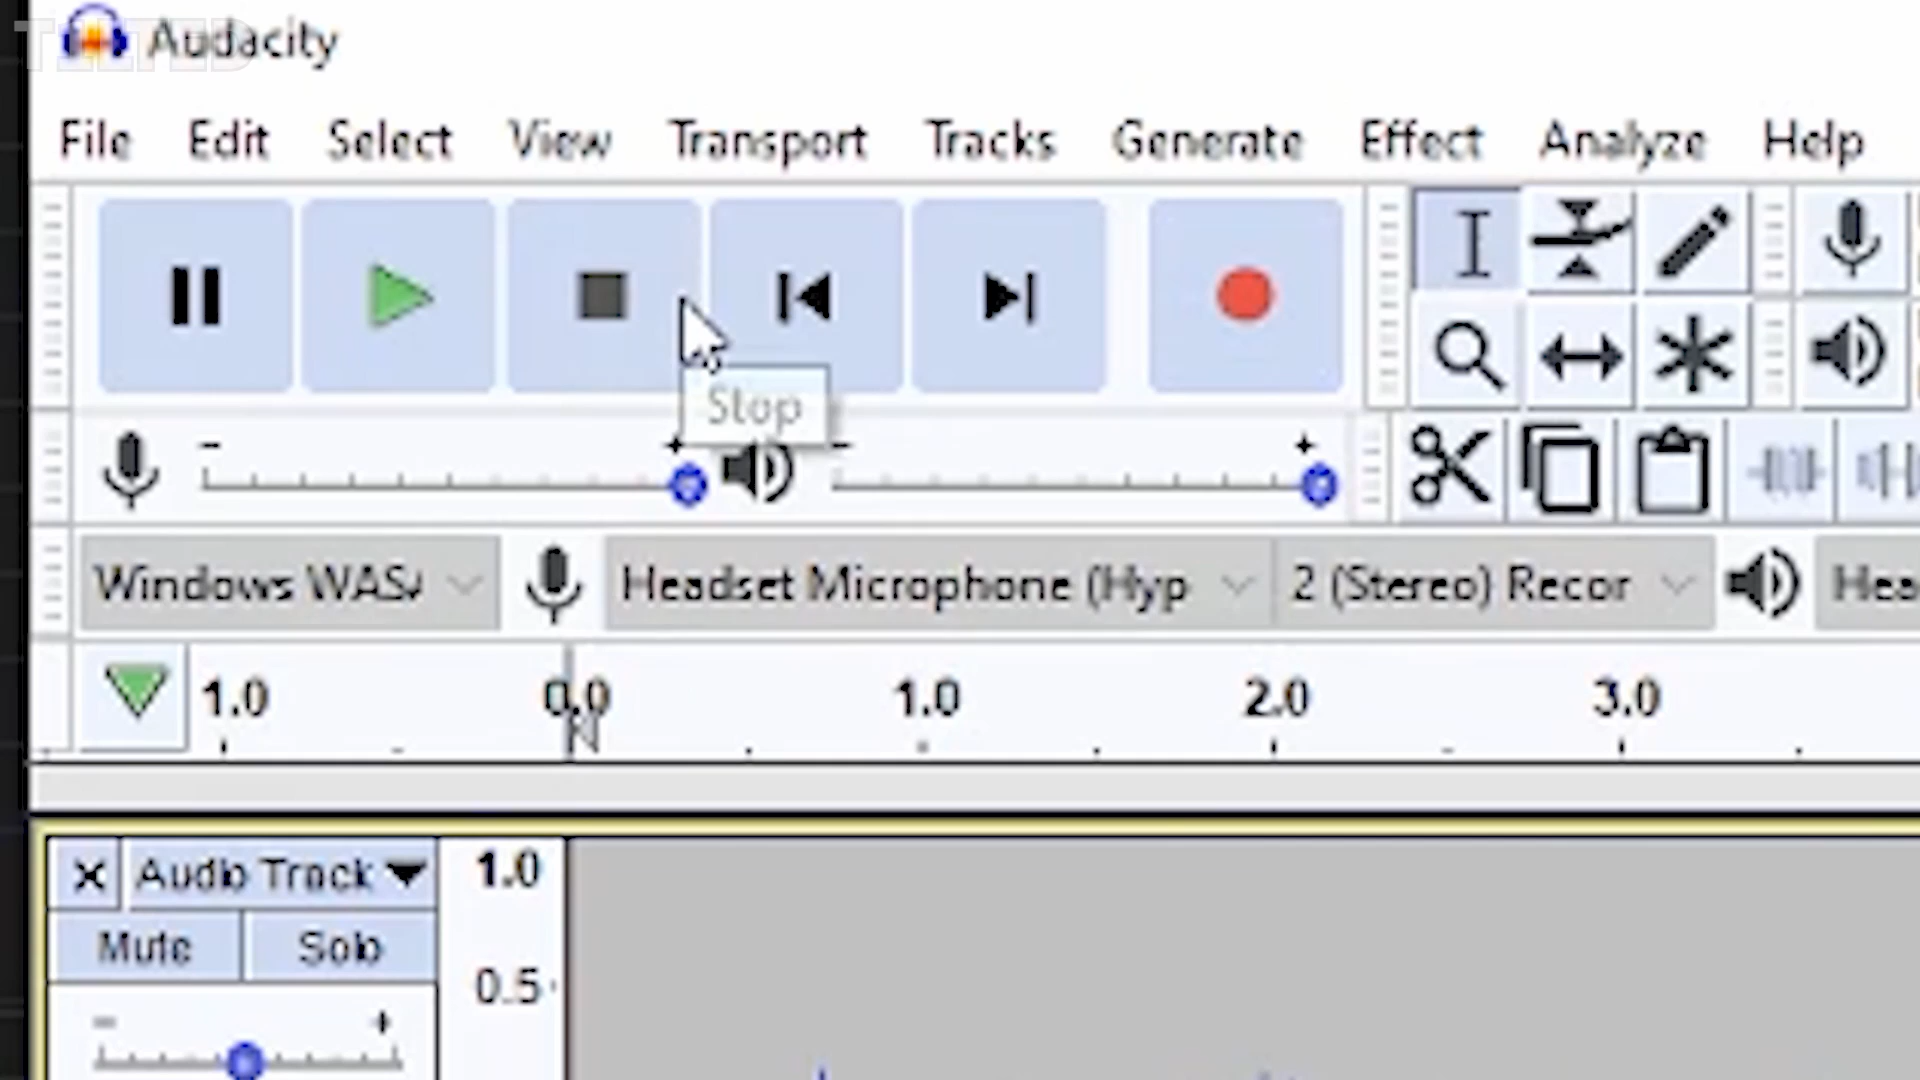 Audacity
File Edit Select View Transport Tracks Generate Effect Analyze Help
Stop
Windows WASA Headset Microphone (Hyp 2 (Stereo) Recor Hea
1.0 0.0 1.0 2.0 3.0
Audio Track 1.0
Mute Solo
0.5